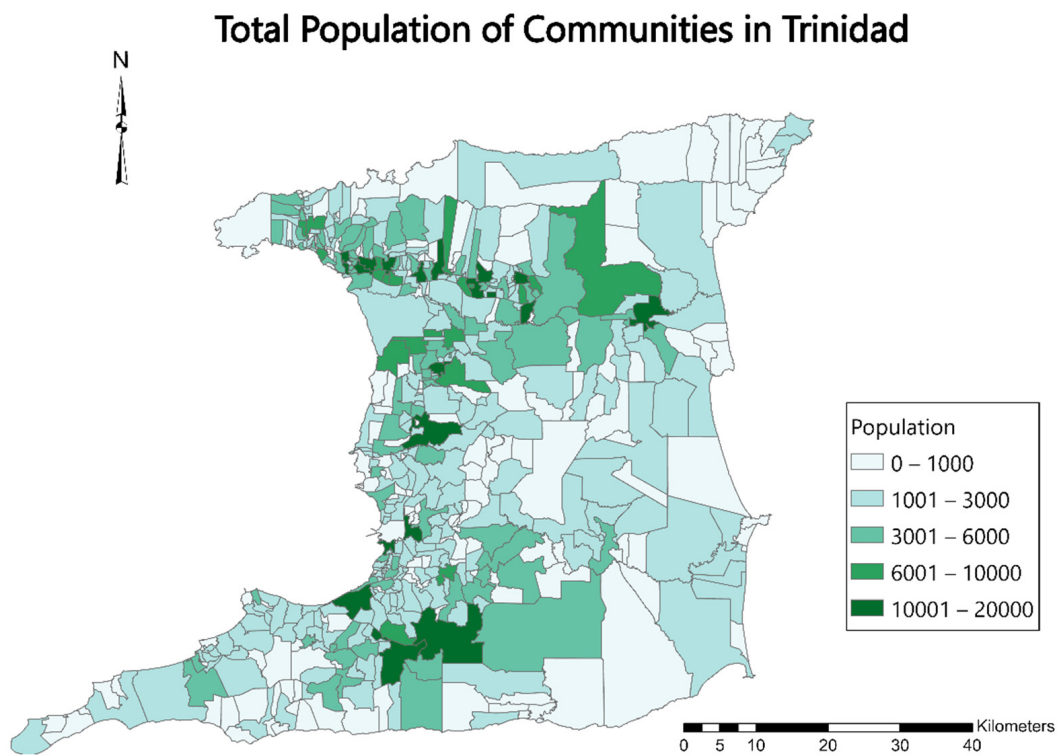 Total Population of Communities in Trinidad
N
Population
0 – 1000
1001 – 3000
3001 – 6000
6001 – 10000
10001 – 20000
Kilometers
0 5 10 20 30 40